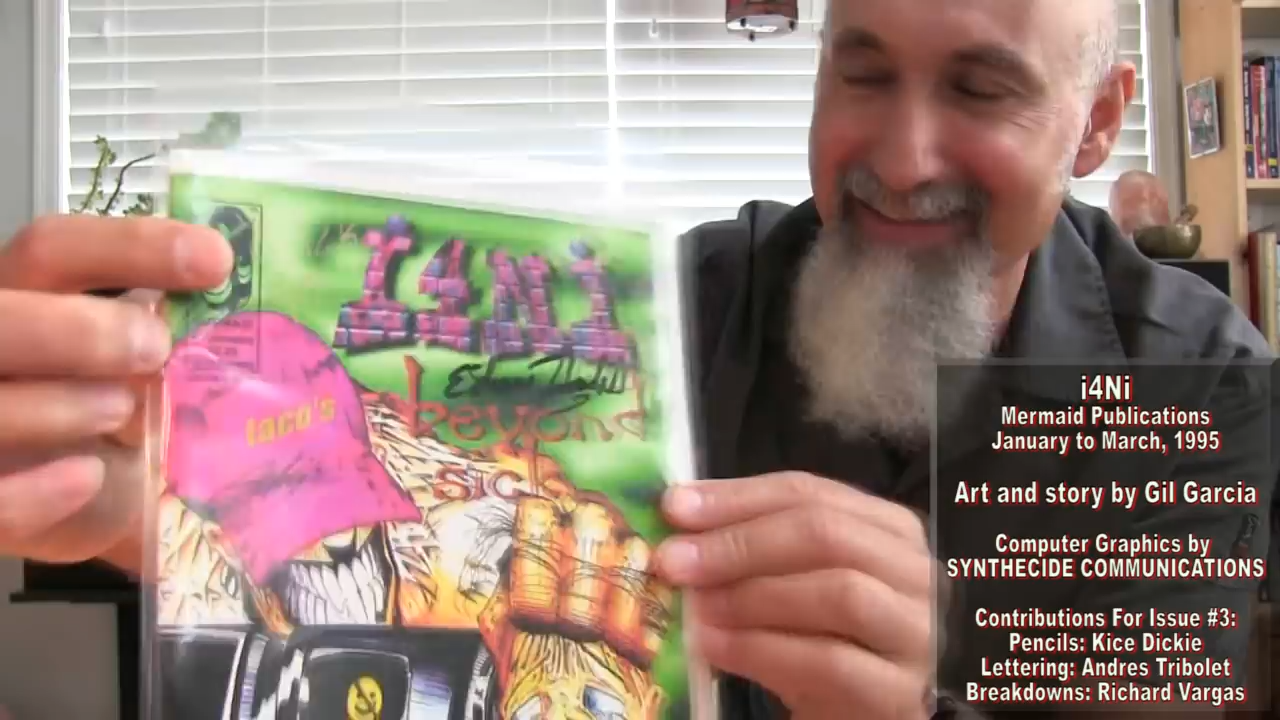 I4Ni
beyond
sick
taco's
i4Ni
Mermaid Publications
January to March, 1995
Art and story by Gil Garcia
Computer Graphics by
SYNTHECIDE COMMUNICATIONS
Contributions For Issue #3:
Pencils: Kice Dickie
Lettering: Andres Tribolet
Breakdowns: Richard Vargas